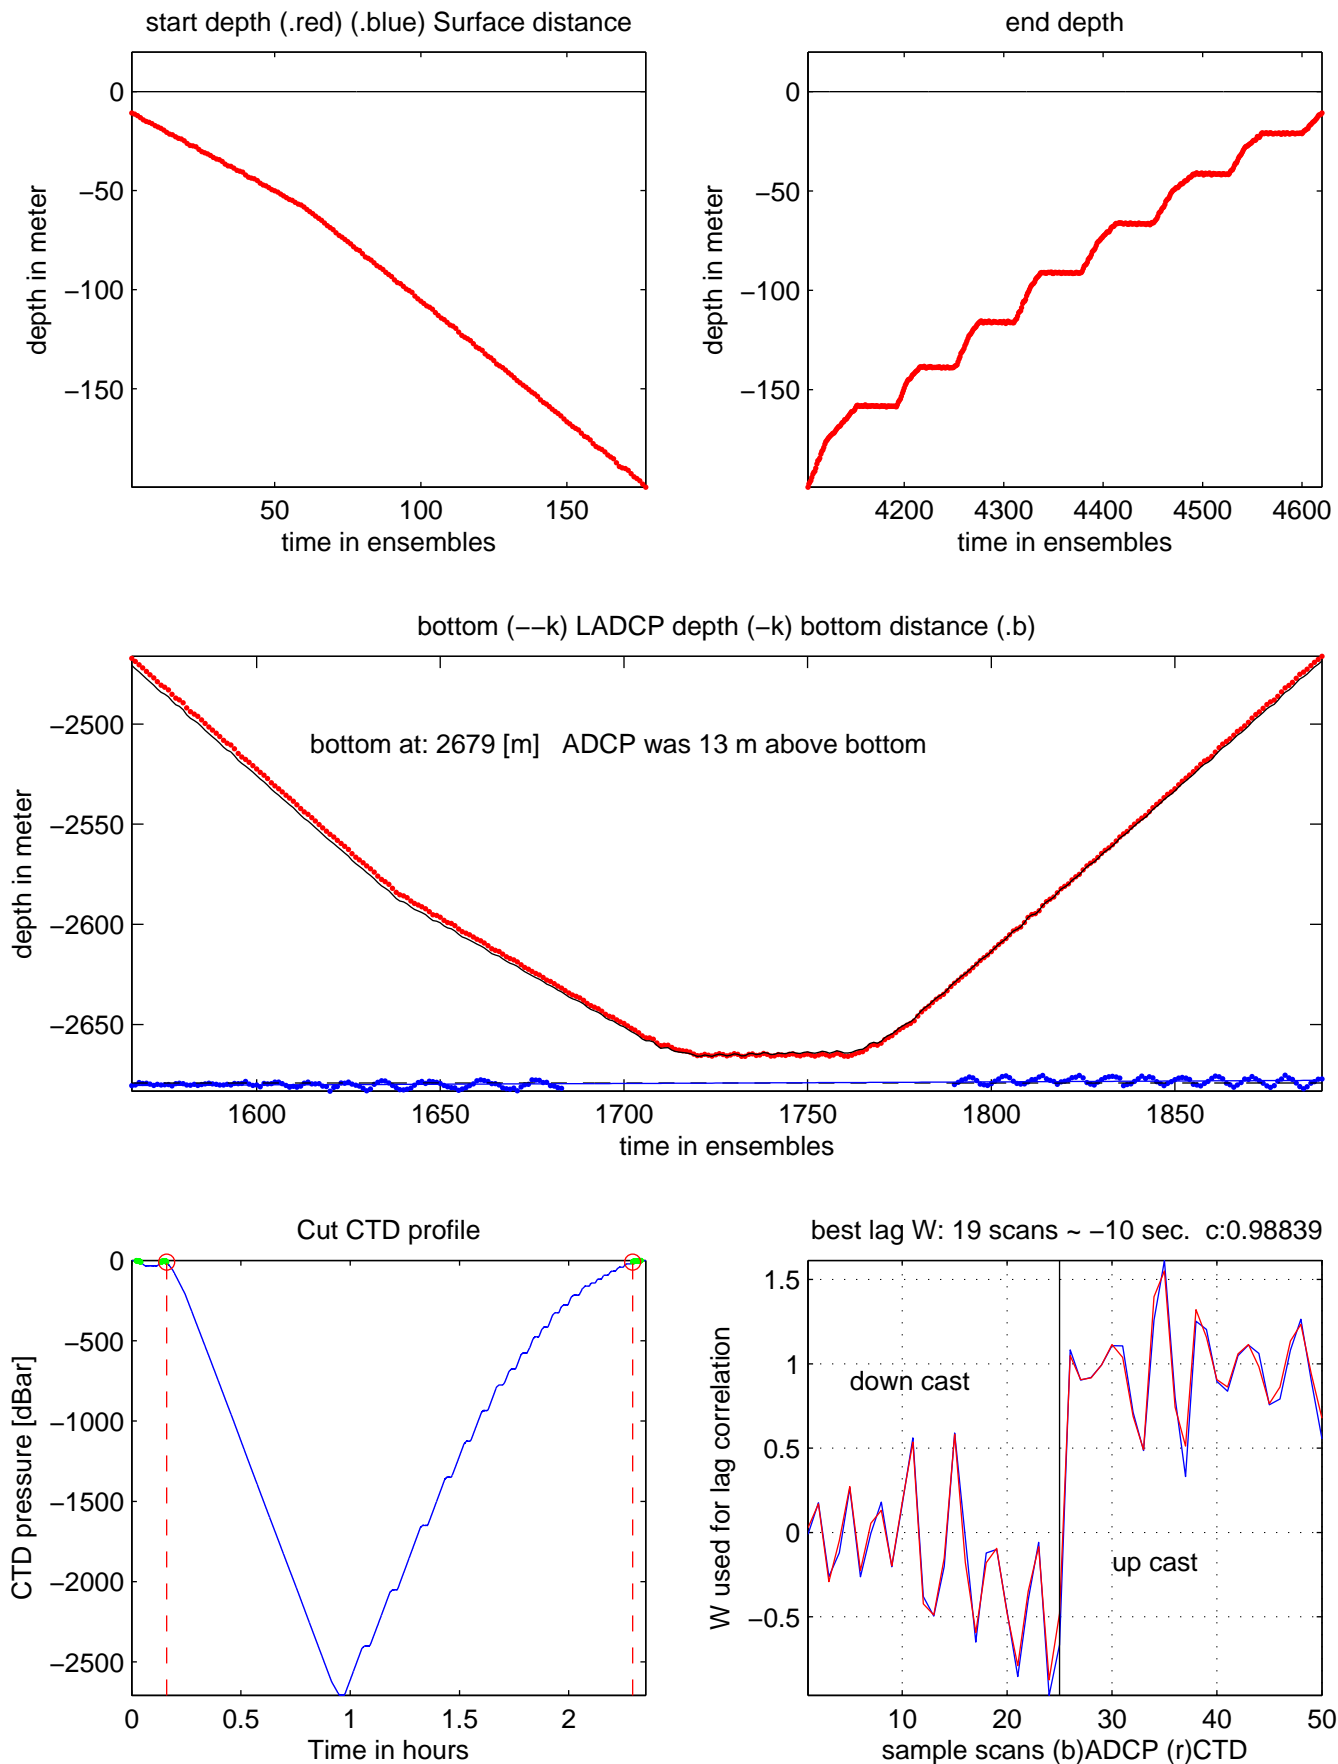 start depth (.red) (.blue) Surface distance
end depth
0
−50
−100
−150
depth in meter
50
100
150
time in ensembles
0
−50
−100
−150
depth in meter
4200
4300
4400
4500
4600
time in ensembles
bottom (−−k) LADCP depth (−k) bottom distance (.b)
bottom at: 2679 [m] ADCP was 13 m above bottom
−2500
−2550
−2600
−2650
depth in meter
1600
1650
1700
1750
1800
1850
time in ensembles
Cut CTD profile
0
−500
−1000
−1500
−2000
−2500
CTD pressure [dBar]
0
0.5
1
1.5
2
Time in hours
best lag W: 19 scans ~ −10 sec. c:0.98839
1.5
1
0.5
0
−0.5
W used for lag correlation
down cast
up cast
10
20
30
40
50
sample scans (b)ADCP (r)CTD